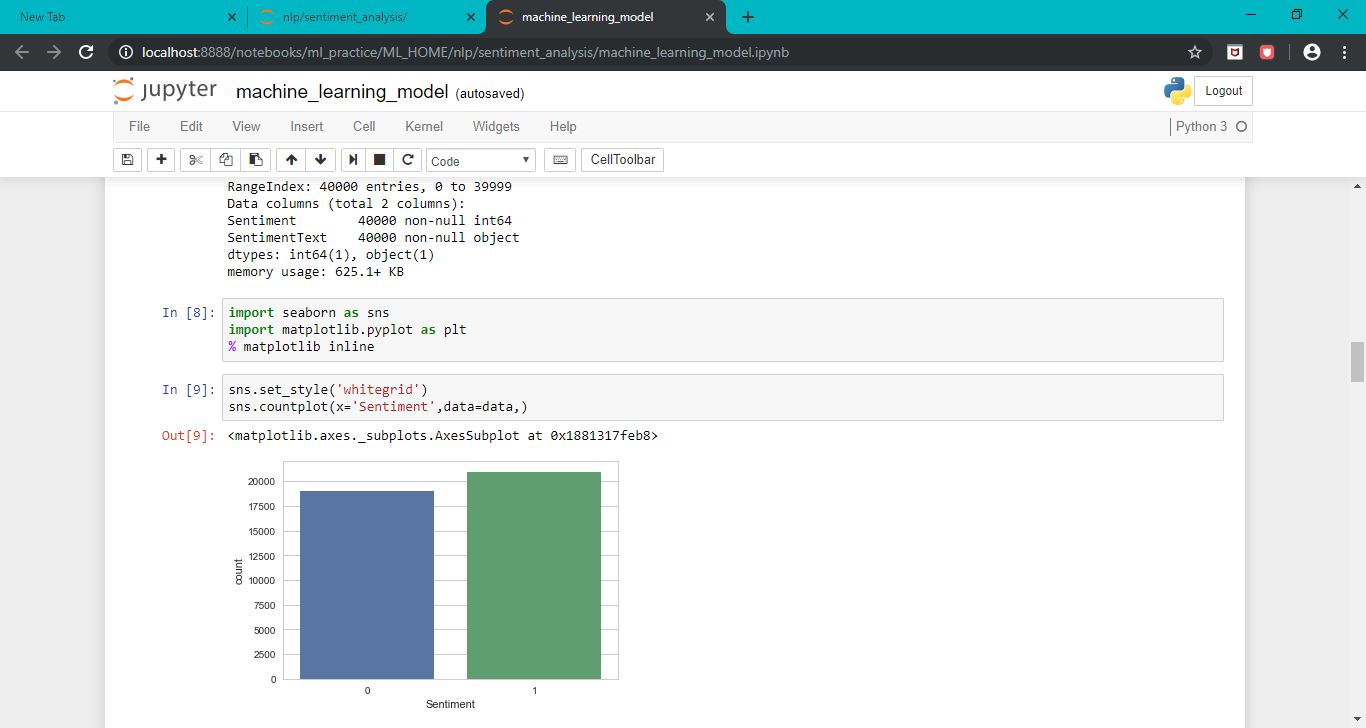 New Tab
nlp/sentiment_analysis/
machine_learning_model
localhost:8888/notebooks/ml_practice/ML_HOME/nlp/sentiment_analysis/machine_learning_model.ipynb
jupyter machine_learning_model (autosaved)
Logout
File Edit View Insert Cell Kernel Widgets Help
Python 3
Code
CellToolbar
RangeIndex: 40000 entries, 0 to 39999
Data columns (total 2 columns):
Sentiment 40000 non-null int64
SentimentText 40000 non-null object
dtypes: int64(1), object(1)
memory usage: 625.1+ KB
In [8]: import seaborn as sns
import matplotlib.pyplot as plt
% matplotlib inline
In [9]: sns.set_style('whitegrid')
sns.countplot(x='Sentiment',data=data,)
Out[9]: <matplotlib.axes._subplots.AxesSubplot at 0x1881317feb8>
20000
17500
15000
12500
10000
7500
5000
2500
0
count
0 1
Sentiment